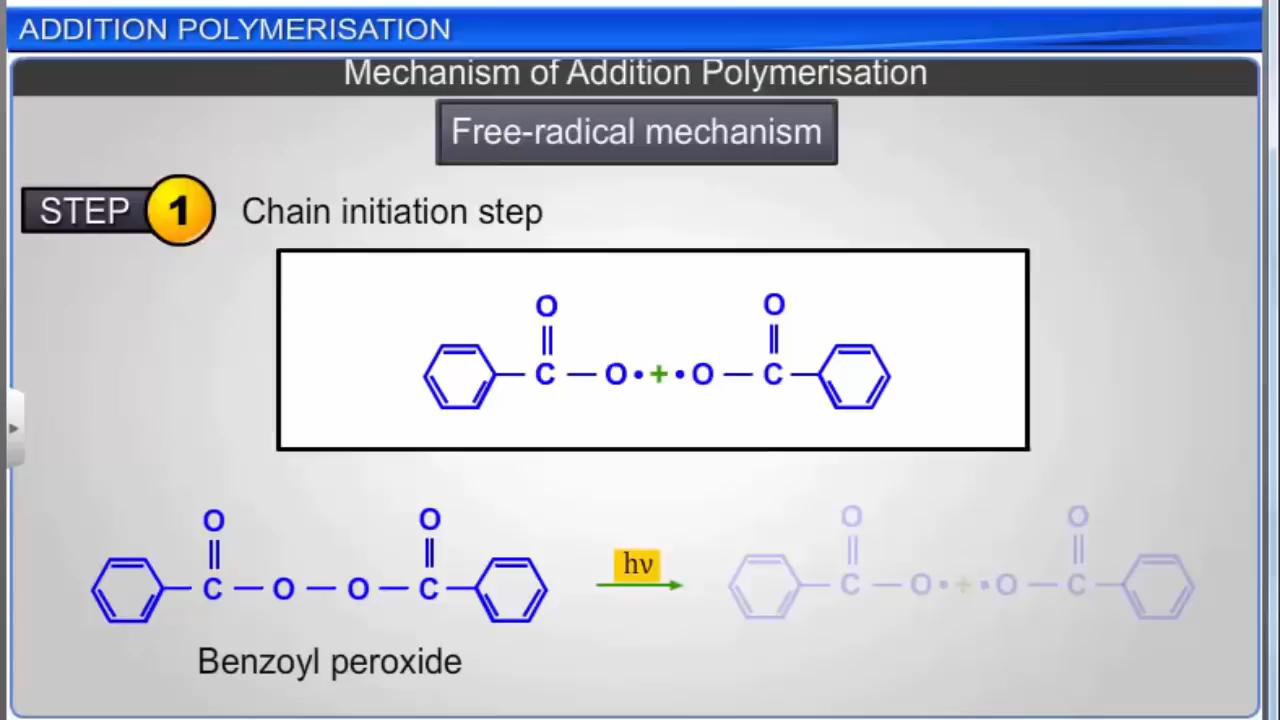 ADDITION POLYMERISATION
Mechanism of Addition Polymerisation
Free-radical mechanism
STEP 1 Chain initiation step
O O
C — O • + • O — C
O O O O
C — O — O — C hν C — O • + • O — C
Benzoyl peroxide